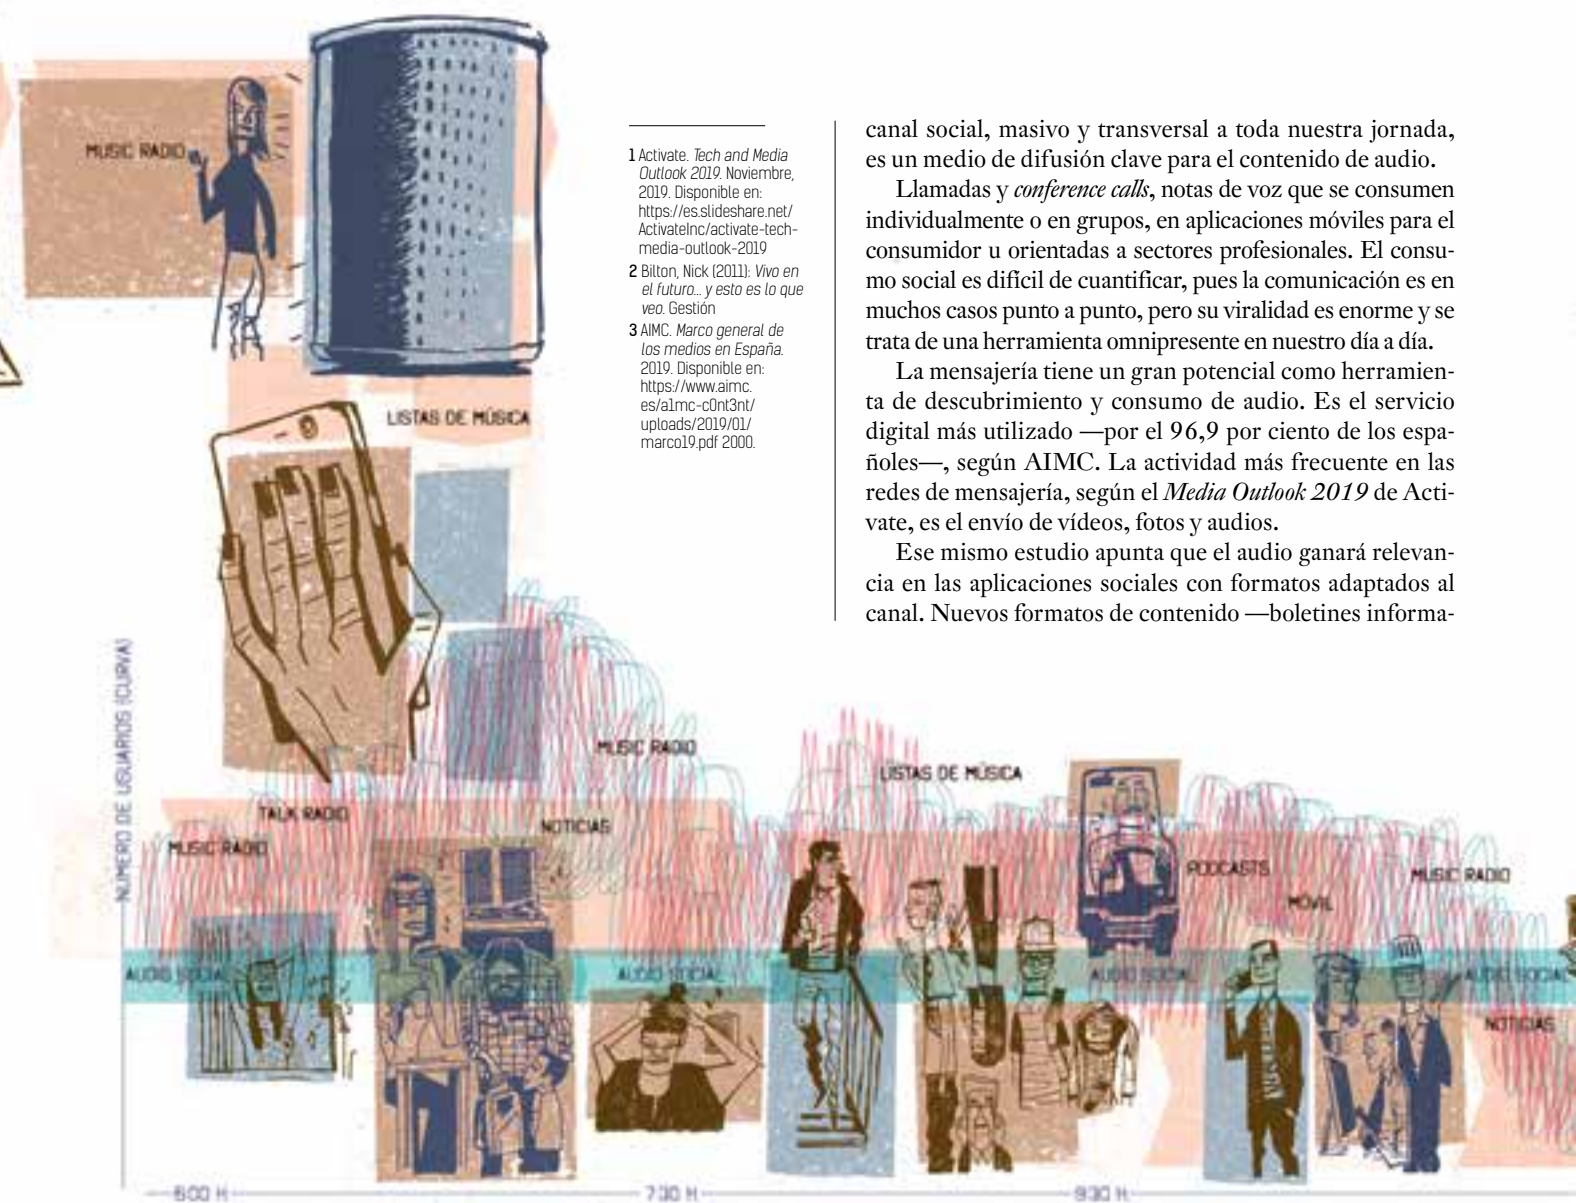 MUSIC RADIO
1 Activate. Tech and Media
Outlook 2019. Noviembre,
2019. Disponible en:
https://es.slideshare.net/
ActivateInc/activate-tech-
media-outlook-2019
2 Bilton, Nick (2011): Vivo en
el futuro... y esto es lo que
veo. Gestión
3 AIMC. Marco general de
los medios en España.
2019. Disponible en:
https://www.aimc.
es/a1mc-c0nt3nt/
uploads/2019/01/
marco19.pdf 2000.
canal social, masivo y transversal a toda nuestra jornada,
es un medio de difusión clave para el contenido de audio.
Llamadas y conference calls, notas de voz que se consumen
individualmente o en grupos, en aplicaciones móviles para el
consumidor u orientadas a sectores profesionales. El consu-
mo social es difícil de cuantificar, pues la comunicación es en
muchos casos punto a punto, pero su viralidad es enorme y se
trata de una herramienta omnipresente en nuestro día a día.
La mensajería tiene un gran potencial como herramien-
ta de descubrimiento y consumo de audio. Es el servicio
digital más utilizado —por el 96,9 por ciento de los espa-
ñoles—, según AIMC. La actividad más frecuente en las
redes de mensajería, según el Media Outlook 2019 de Acti-
vate, es el envío de vídeos, fotos y audios.
Ese mismo estudio apunta que el audio ganará relevan-
cia en las aplicaciones sociales con formatos adaptados al
canal. Nuevos formatos de contenido —boletines informa-
LISTAS DE MÚSICA
NÚMERO DE USUARIOS (CURVA)
MUSIC RADIO
LISTAS DE MÚSICA
TALK RADIO
NOTICIAS
MUSIC RADIO
PODCASTS
MUSIC RADIO
MÓVIL
AUDIO SOCIAL
AUDIO SOCIAL
AUDIO SOCIAL
AUDIO SOCIAL
NOTICIAS
6:00 H
7:30 H
9:30 H